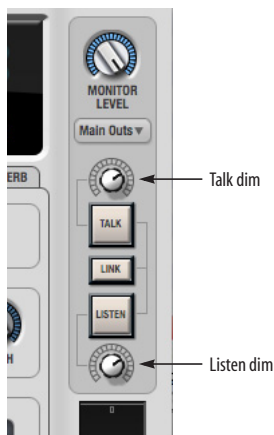 MONITOR
LEVEL
Main Outs ▾
ERB
Talk dim
TALK
LINK
LISTEN
H
Listen dim
0